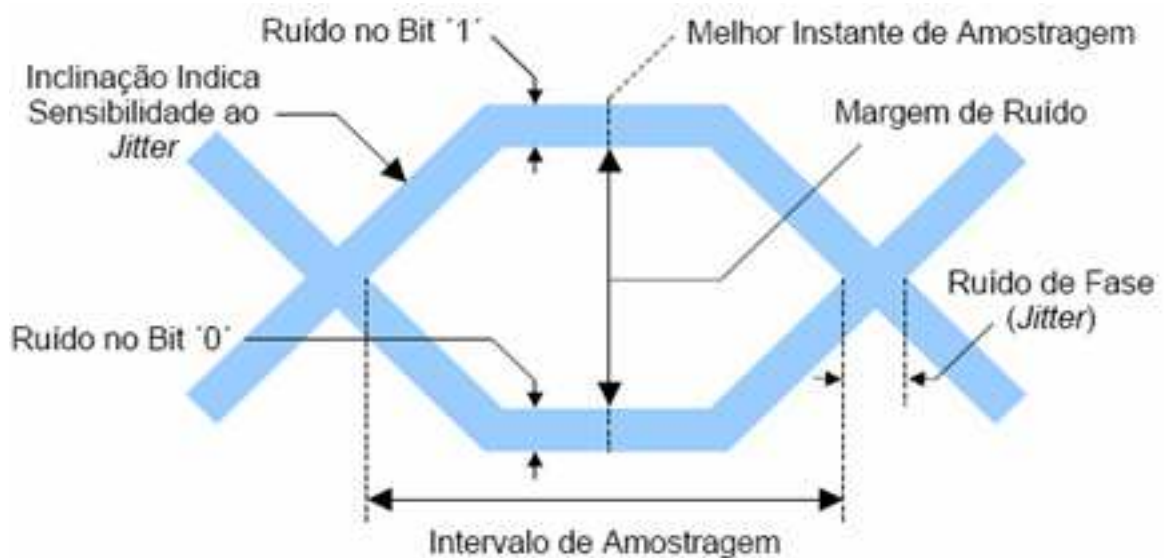 Ruído no Bit ´1´
Melhor Instante de Amostragem
Inclinação Indica
Sensibilidade ao
Jitter
Margem de Ruído
Ruído de Fase
(Jitter)
Ruído no Bit ´0´
Intervalo de Amostragem